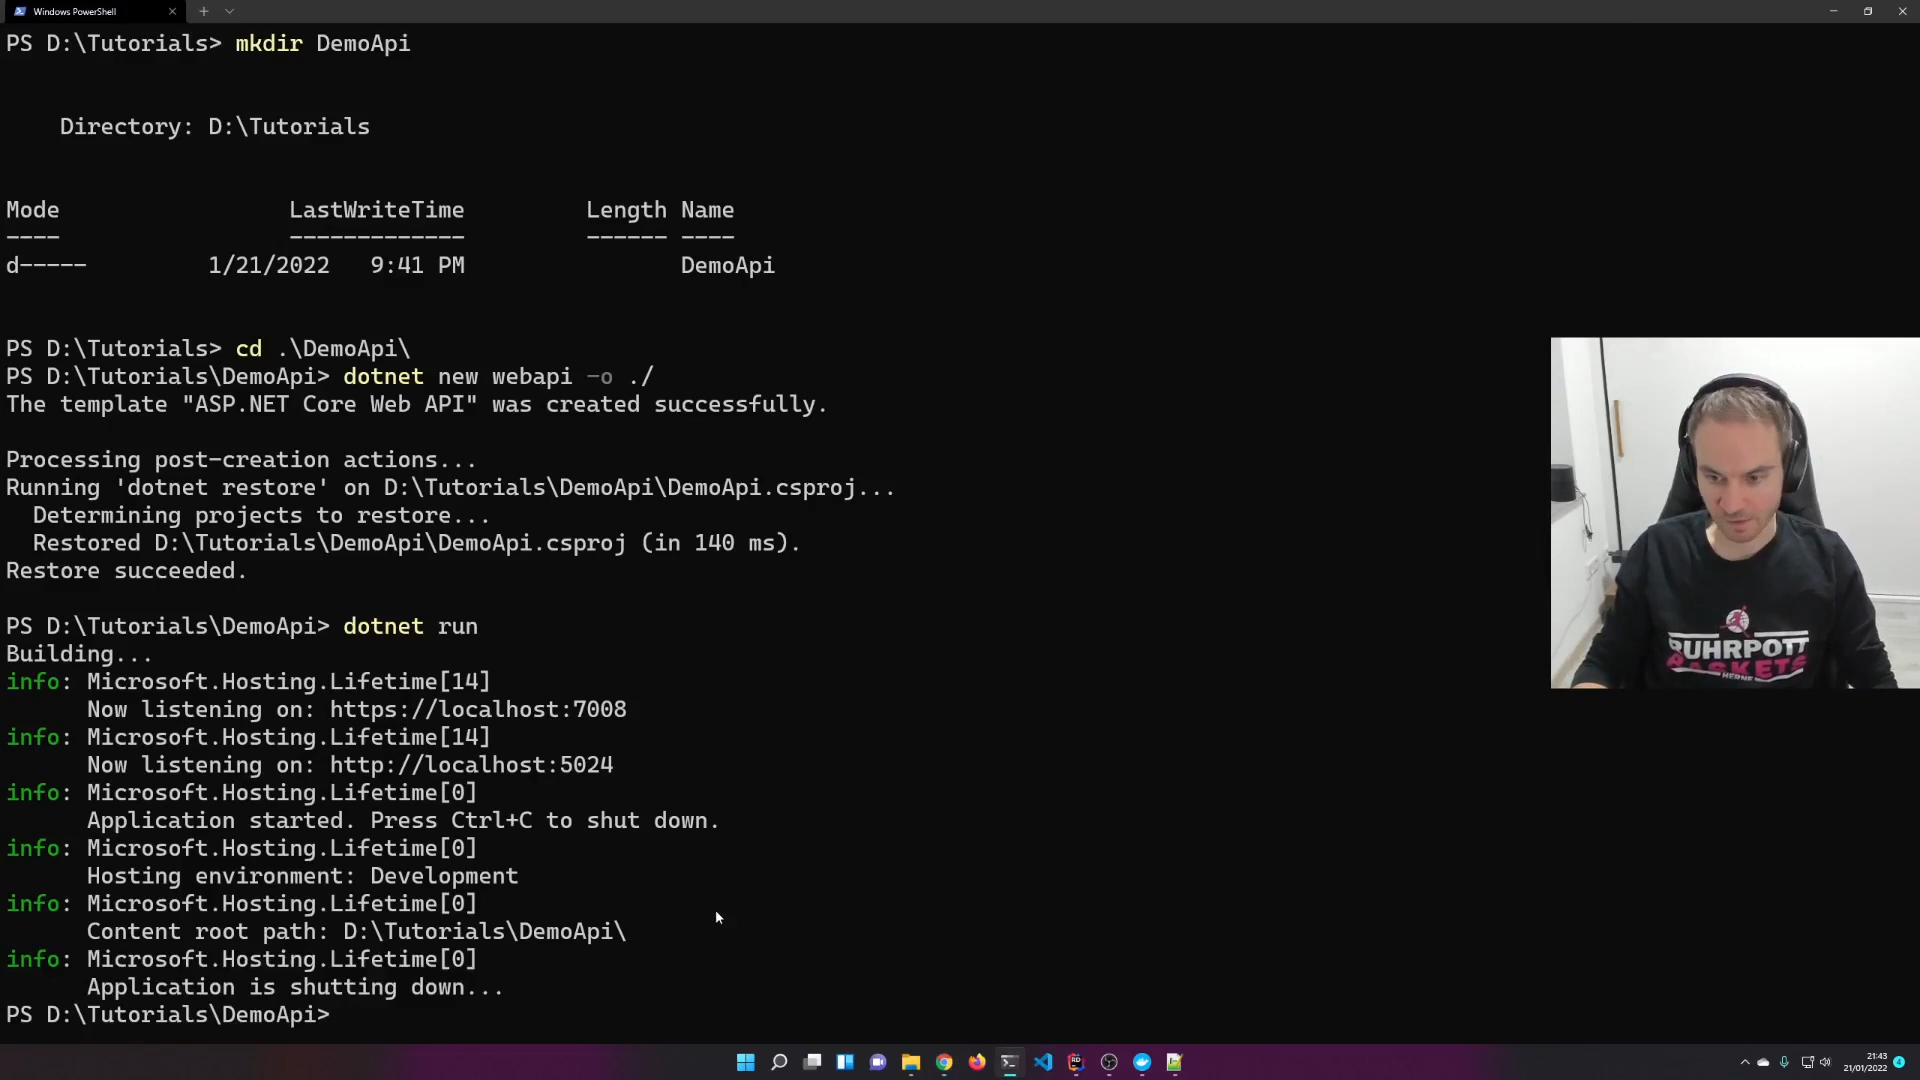 Windows PowerShell
PS D:\Tutorials> mkdir DemoApi
Directory: D:\Tutorials
Mode LastWriteTime Length Name
---- ------------- ------ ----
d----- 1/21/2022 9:41 PM DemoApi
PS D:\Tutorials> cd .\DemoApi\
PS D:\Tutorials\DemoApi> dotnet new webapi -o ./
The template "ASP.NET Core Web API" was created successfully.
Processing post-creation actions...
Running 'dotnet restore' on D:\Tutorials\DemoApi\DemoApi.csproj...
Determining projects to restore...
Restored D:\Tutorials\DemoApi\DemoApi.csproj (in 140 ms).
Restore succeeded.
PS D:\Tutorials\DemoApi> dotnet run
Building...
info: Microsoft.Hosting.Lifetime[14]
Now listening on: https://localhost:7008
info: Microsoft.Hosting.Lifetime[14]
Now listening on: http://localhost:5024
info: Microsoft.Hosting.Lifetime[0]
Application started. Press Ctrl+C to shut down.
info: Microsoft.Hosting.Lifetime[0]
Hosting environment: Development
info: Microsoft.Hosting.Lifetime[0]
Content root path: D:\Tutorials\DemoApi\
info: Microsoft.Hosting.Lifetime[0]
Application is shutting down...
PS D:\Tutorials\DemoApi>
RUHRPOTT
BASKETS
HERNE
21:43
21/01/2022
4